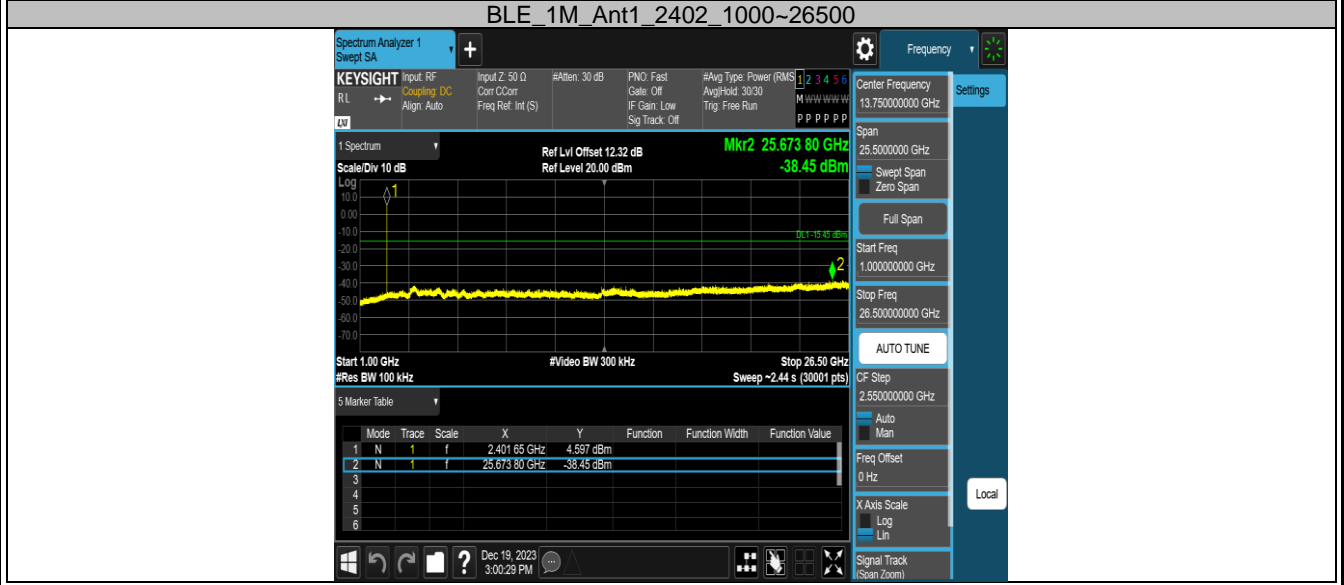 BLE_1M_Ant1_2402_1000~26500
Spectrum Analyzer 1
Swept SA
Frequency
KEYSIGHT
RL
LXI
Input: RF
Coupling: DC
Align: Auto
Input Z: 50 Ω
Corr CCorr
Freq Ref: Int (S)
#Atten: 30 dB
PNO: Fast
Gate: Off
IF Gain: Low
Sig Track: Off
#Avg Type: Power (RMS
Avg|Hold: 30/30
Trig: Free Run
1 2 3 4 5 6
M W W W W W
P P P P P P
1 Spectrum
Scale/Div 10 dB
Ref Lvl Offset 12.32 dB
Ref Level 20.00 dBm
Mkr2 25.673 80 GHz
-38.45 dBm
Log
10.0
0.00
-10.0
-20.0
-30.0
-40.0
-50.0
-60.0
-70.0
1
DL1 -15.45 dBm
2
Start 1.00 GHz
#Video BW 300 kHz
Stop 26.50 GHz
#Res BW 100 kHz
Sweep ~2.44 s (30001 pts)
5 Marker Table
Mode Trace Scale X Y Function Function Width Function Value
1 N 1 f 2.401 65 GHz 4.597 dBm
2 N 1 f 25.673 80 GHz -38.45 dBm
3
4
5
6
Dec 19, 2023
3:00:29 PM
Center Frequency
13.750000000 GHz
Settings
Span
25.5000000 GHz
Swept Span
Zero Span
Full Span
Start Freq
1.000000000 GHz
Stop Freq
26.500000000 GHz
AUTO TUNE
CF Step
2.550000000 GHz
Auto
Man
Freq Offset
0 Hz
X Axis Scale
Log
Lin
Signal Track
(Span Zoom)
Local